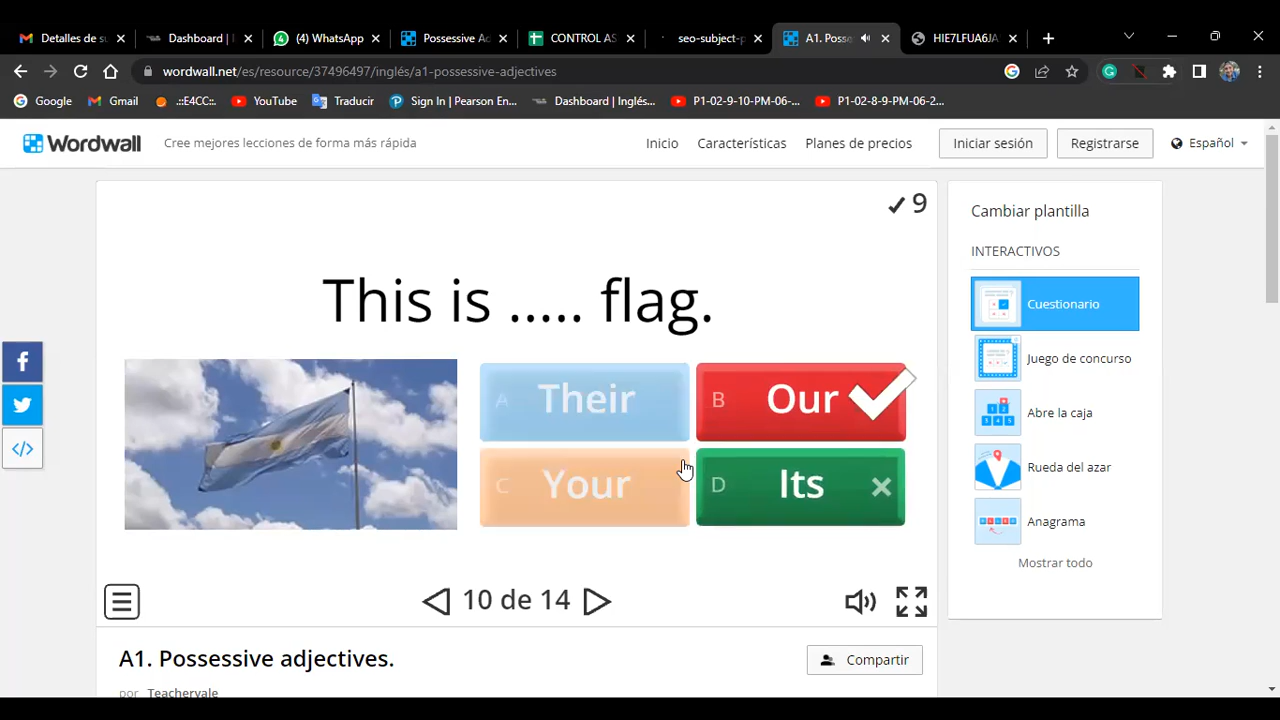 Detalles de su
Dashboard |
(4) WhatsApp
Possessive Ad
CONTROL AS
seo-subject-p
A1. Posse
HIE7LFUA6JA
wordwall.net/es/resource/37496497/inglés/a1-possessive-adjectives
Google
Gmail
.::E4CC:.
YouTube
Traducir
Sign In | Pearson En...
Dashboard | Inglés...
P1-02-9-10-PM-06-...
P1-02-8-9-PM-06-2...
Wordwall
Cree mejores lecciones de forma más rápida
Inicio
Características
Planes de precios
Iniciar sesión
Registrarse
Español
9
This is ..... flag.
A Their
B Our
C Your
D Its
10 de 14
A1. Possessive adjectives.
Compartir
por Teachervale
Cambiar plantilla
INTERACTIVOS
Cuestionario
Juego de concurso
Abre la caja
Rueda del azar
Anagrama
Mostrar todo